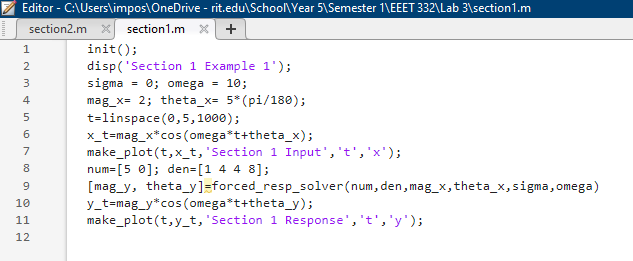 Editor - C:\Users\impos\OneDrive - rit.edu\School\Year 5\Semester 1\EEET 332\Lab 3\section1.m
section2.m × section1.m × +
1 init();
2 disp('Section 1 Example 1');
3 sigma = 0; omega = 10;
4 mag_x= 2; theta_x= 5*(pi/180);
5 t=linspace(0,5,1000);
6 x_t=mag_x*cos(omega*t+theta_x);
7 make_plot(t,x_t,'Section 1 Input','t','x');
8 num=[5 0]; den=[1 4 4 8];
9 [mag_y, theta_y]=forced_resp_solver(num,den,mag_x,theta_x,sigma,omega)
10 y_t=mag_y*cos(omega*t+theta_y);
11 make_plot(t,y_t,'Section 1 Response','t','y');
12